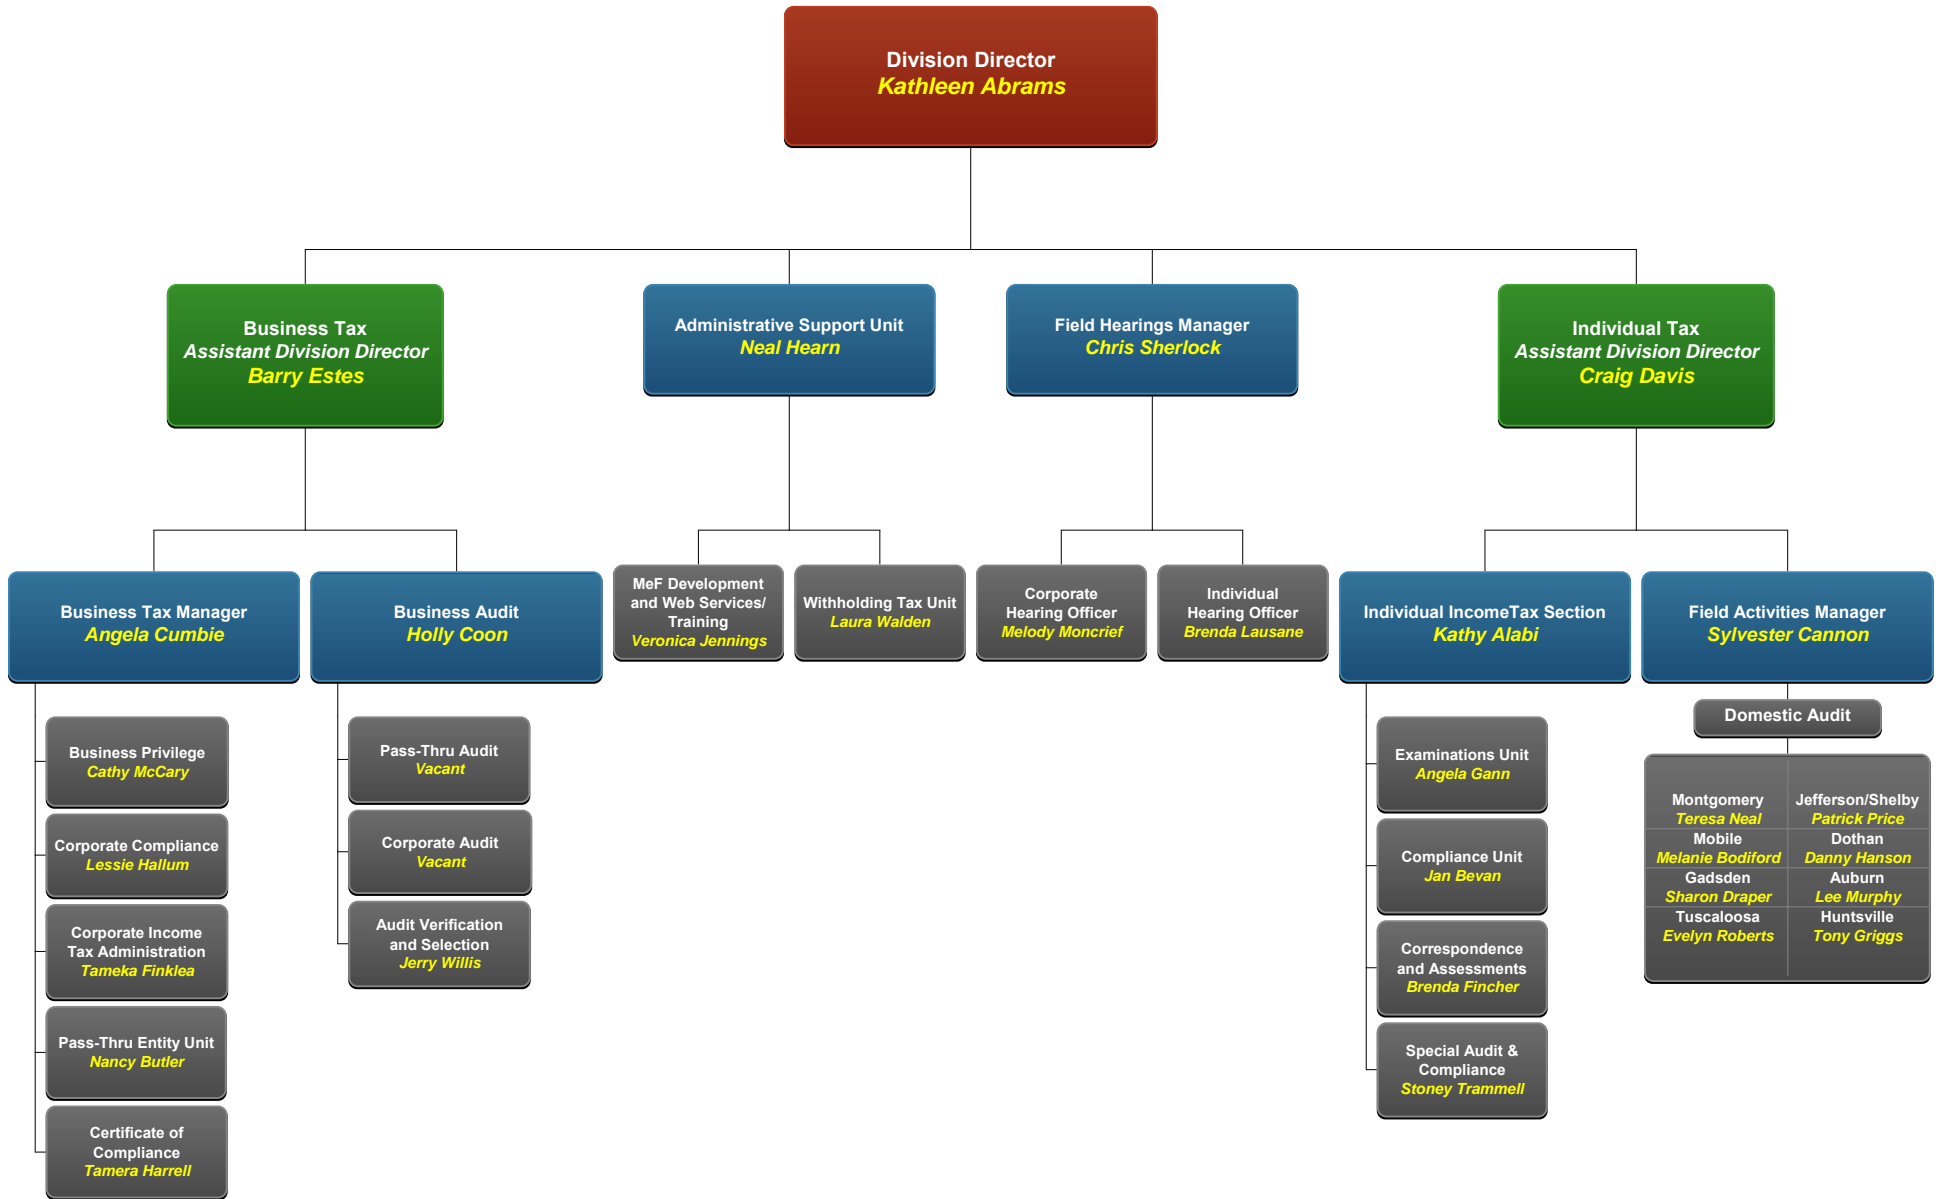 Division Director
Kathleen Abrams
Business Tax
Assistant Division Director
Barry Estes
Administrative Support Unit
Neal Hearn
Field Hearings Manager
Chris Sherlock
Individual Tax
Assistant Division Director
Craig Davis
Business Tax Manager
Angela Cumbie
Business Audit
Holly Coon
MeF Development
and Web Services/
Training
Veronica Jennings
Withholding Tax Unit
Laura Walden
Corporate
Hearing Officer
Melody Moncrief
Individual
Hearing Officer
Brenda Lausane
Individual IncomeTax Section
Kathy Alabi
Field Activities Manager
Sylvester Cannon
Business Privilege
Cathy McCary
Corporate Compliance
Lessie Hallum
Corporate Income
Tax Administration
Tameka Finklea
Pass-Thru Entity Unit
Nancy Butler
Certificate of
Compliance
Tamera Harrell
Pass-Thru Audit
Vacant
Corporate Audit
Vacant
Audit Verification
and Selection
Jerry Willis
Examinations Unit
Angela Gann
Compliance Unit
Jan Bevan
Correspondence
and Assessments
Brenda Fincher
Special Audit &
Compliance
Stoney Trammell
Domestic Audit
Montgomery
Teresa Neal
Jefferson/Shelby
Patrick Price
Mobile
Melanie Bodiford
Dothan
Danny Hanson
Gadsden
Sharon Draper
Auburn
Lee Murphy
Tuscaloosa
Evelyn Roberts
Huntsville
Tony Griggs